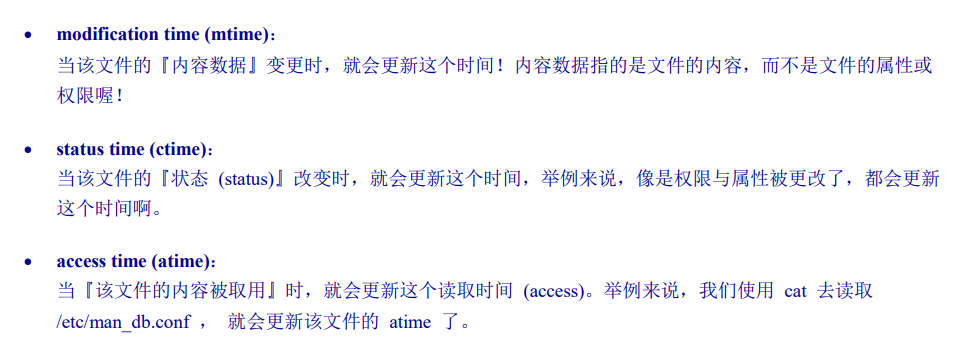 • modification time (mtime)：
当该文件的『内容数据』变更时，就会更新这个时间！内容数据指的是文件的内容，而不是文件的属性或
权限喔！
• status time (ctime)：
当该文件的『状态 (status)』改变时，就会更新这个时间，举例来说，像是权限与属性被更改了，都会更新
这个时间啊。
• access time (atime)：
当『该文件的内容被取用』时，就会更新这个读取时间 (access)。举例来说，我们使用 cat 去读取
/etc/man_db.conf ， 就会更新该文件的 atime 了。